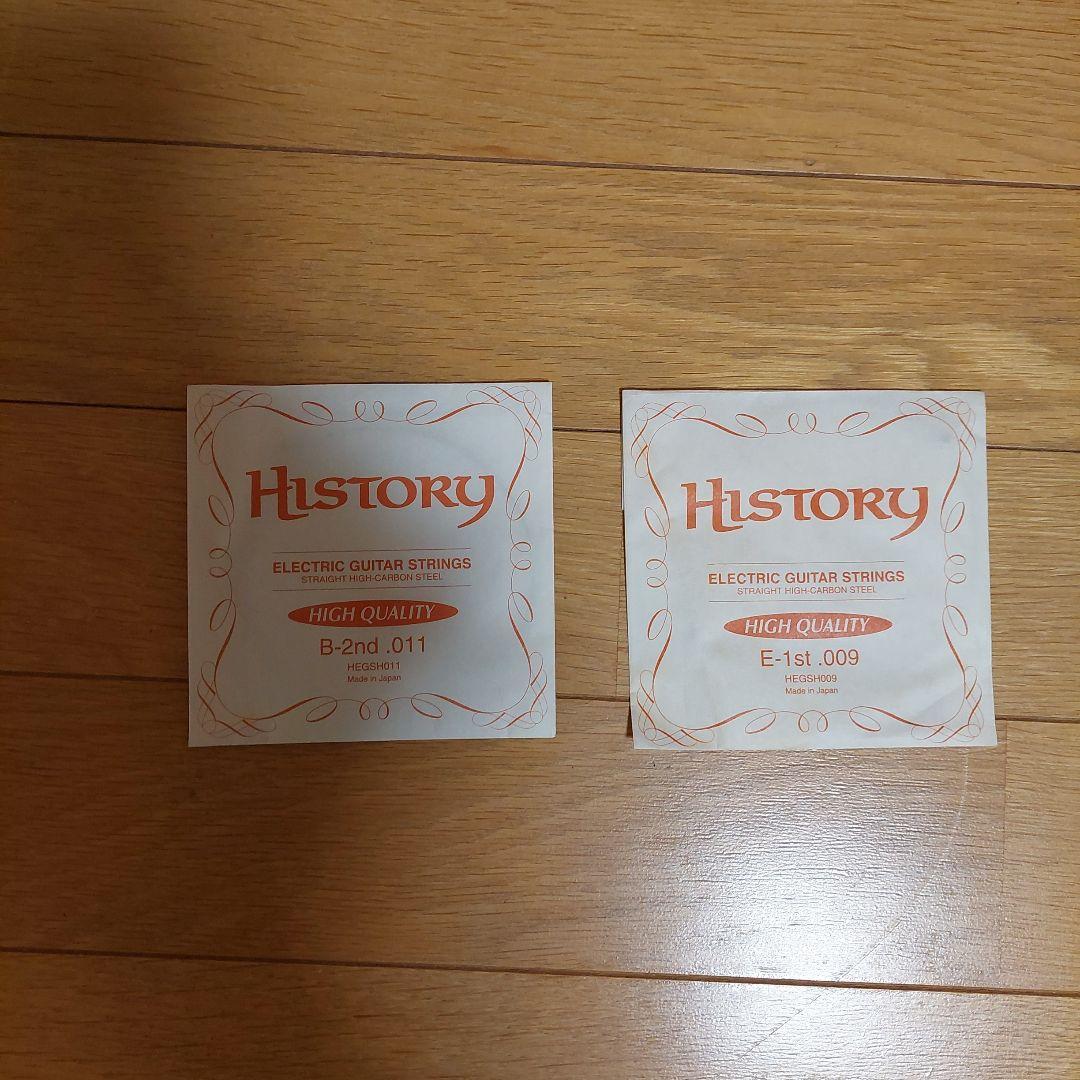 HISTORY
ELECTRIC GUITAR STRINGS
STRAIGHT HIGH-CARBON STEEL
HIGH QUALITY
B-2nd .011
HEGSH011
Made in Japan
HISTORY
ELECTRIC GUITAR STRINGS
STRAIGHT HIGH-CARBON STEEL
HIGH QUALITY
E-1st .009
HEGSH009
Made in Japan